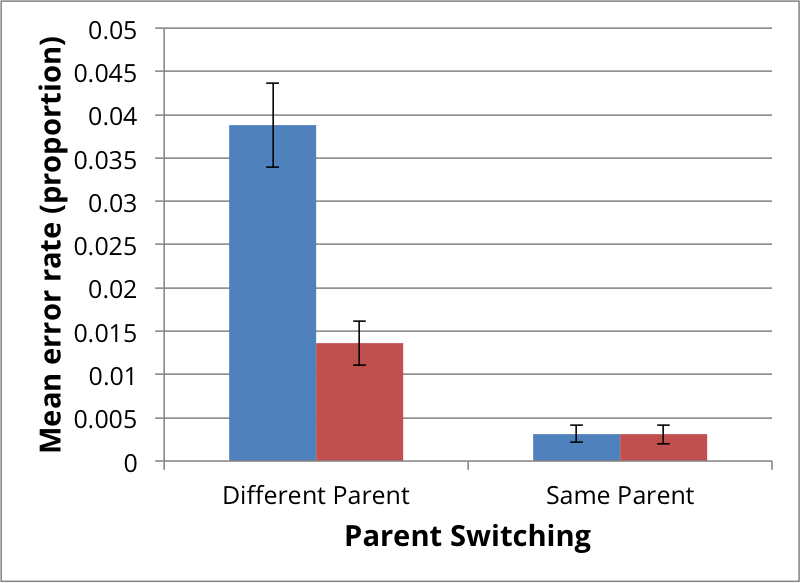 Mean error rate (proportion)
0.05
0.045
0.04
0.035
0.03
0.025
0.02
0.015
0.01
0.005
0
Different Parent
Same Parent
Parent Switching